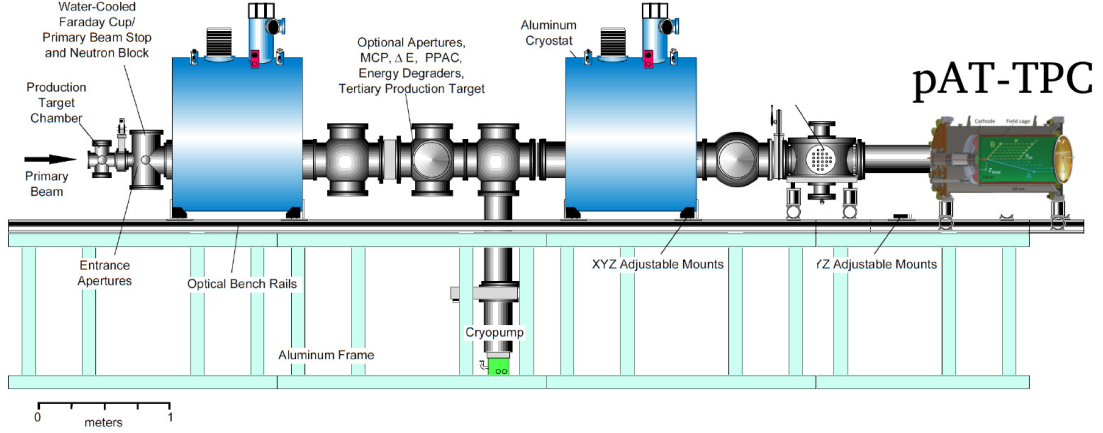 Water-Cooled
Faraday Cup/
Primary Beam Stop
and Neutron Block
Production
Target
Chamber
Primary
Beam
Entrance
Apertures
Optical Bench Rails
Optional Apertures,
MCP, Δ E, PPAC,
Energy Degraders,
Tertiary Production Target
Aluminum
Cryostat
pAT-TPC
Cathode
Field cage
B
A
XYZ Adjustable Mounts
YZ Adjustable Mounts
Cryopump
Aluminum Frame
0
1
meters